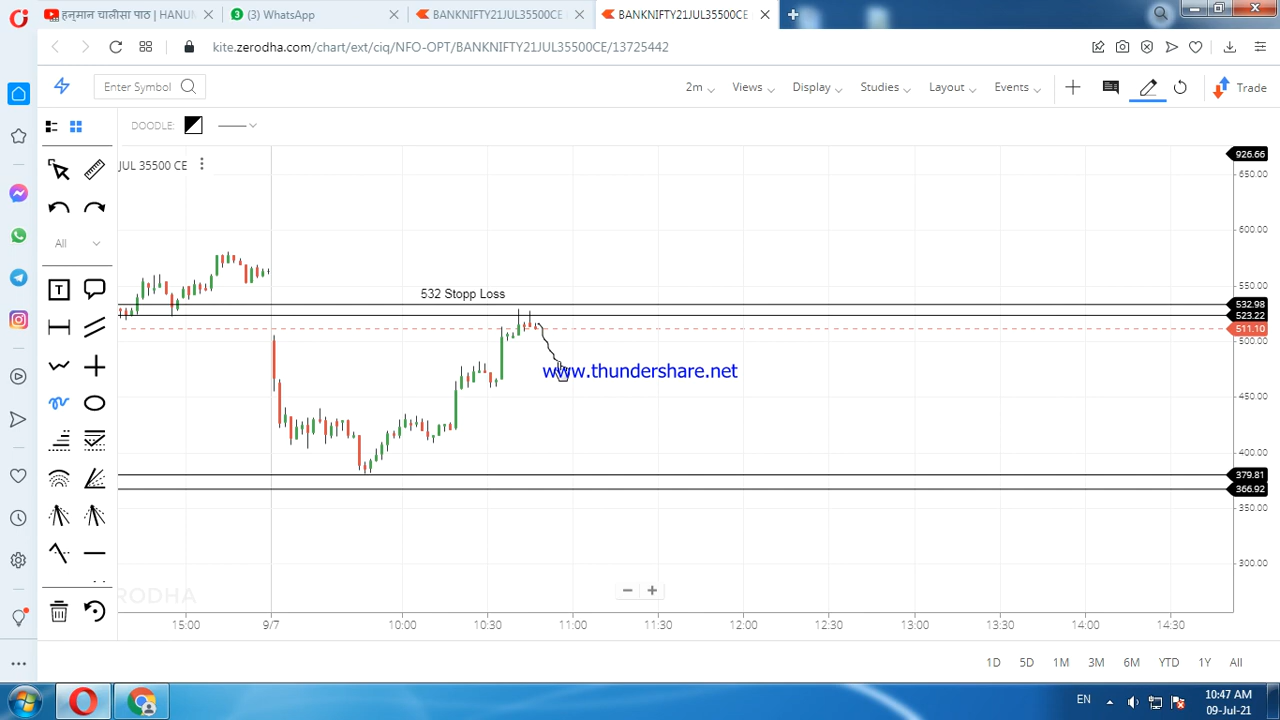 हनुमान चालीसा पाठ | HANU
(3) WhatsApp
BANKNIFTY21JUL35500CE
BANKNIFTY21JUL35500CE
kite.zerodha.com/chart/ext/ciq/NFO-OPT/BANKNIFTY21JUL35500CE/13725442
Enter Symbol
2m
Views
Display
Studies
Layout
Events
Trade
DOODLE:
JUL 35500 CE
All
T
532 Stopp Loss
www.thundershare.net
926.66
650.00
600.00
550.00
532.98
523.22
511.10
500.00
450.00
400.00
379.81
366.92
350.00
300.00
ERODHA
15:00
9/7
10:00
10:30
11:00
11:30
12:00
12:30
13:00
13:30
14:00
14:30
1D
5D
1M
3M
6M
YTD
1Y
All
EN
10:47 AM
09-Jul-21